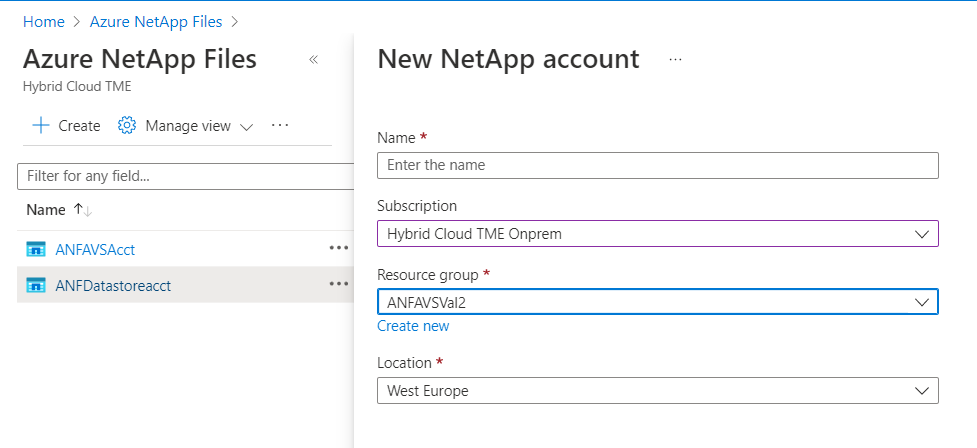 Home > Azure NetApp Files >
Azure NetApp Files «
Hybrid Cloud TME
+ Create Manage view ...
Filter for any field...
Name ↑↓
ANFAVSAcct ...
ANFDatastoreacct ...
New NetApp account ...
Name *
Enter the name
Subscription
Hybrid Cloud TME Onprem
Resource group *
ANFAVSVal2
Create new
Location *
West Europe